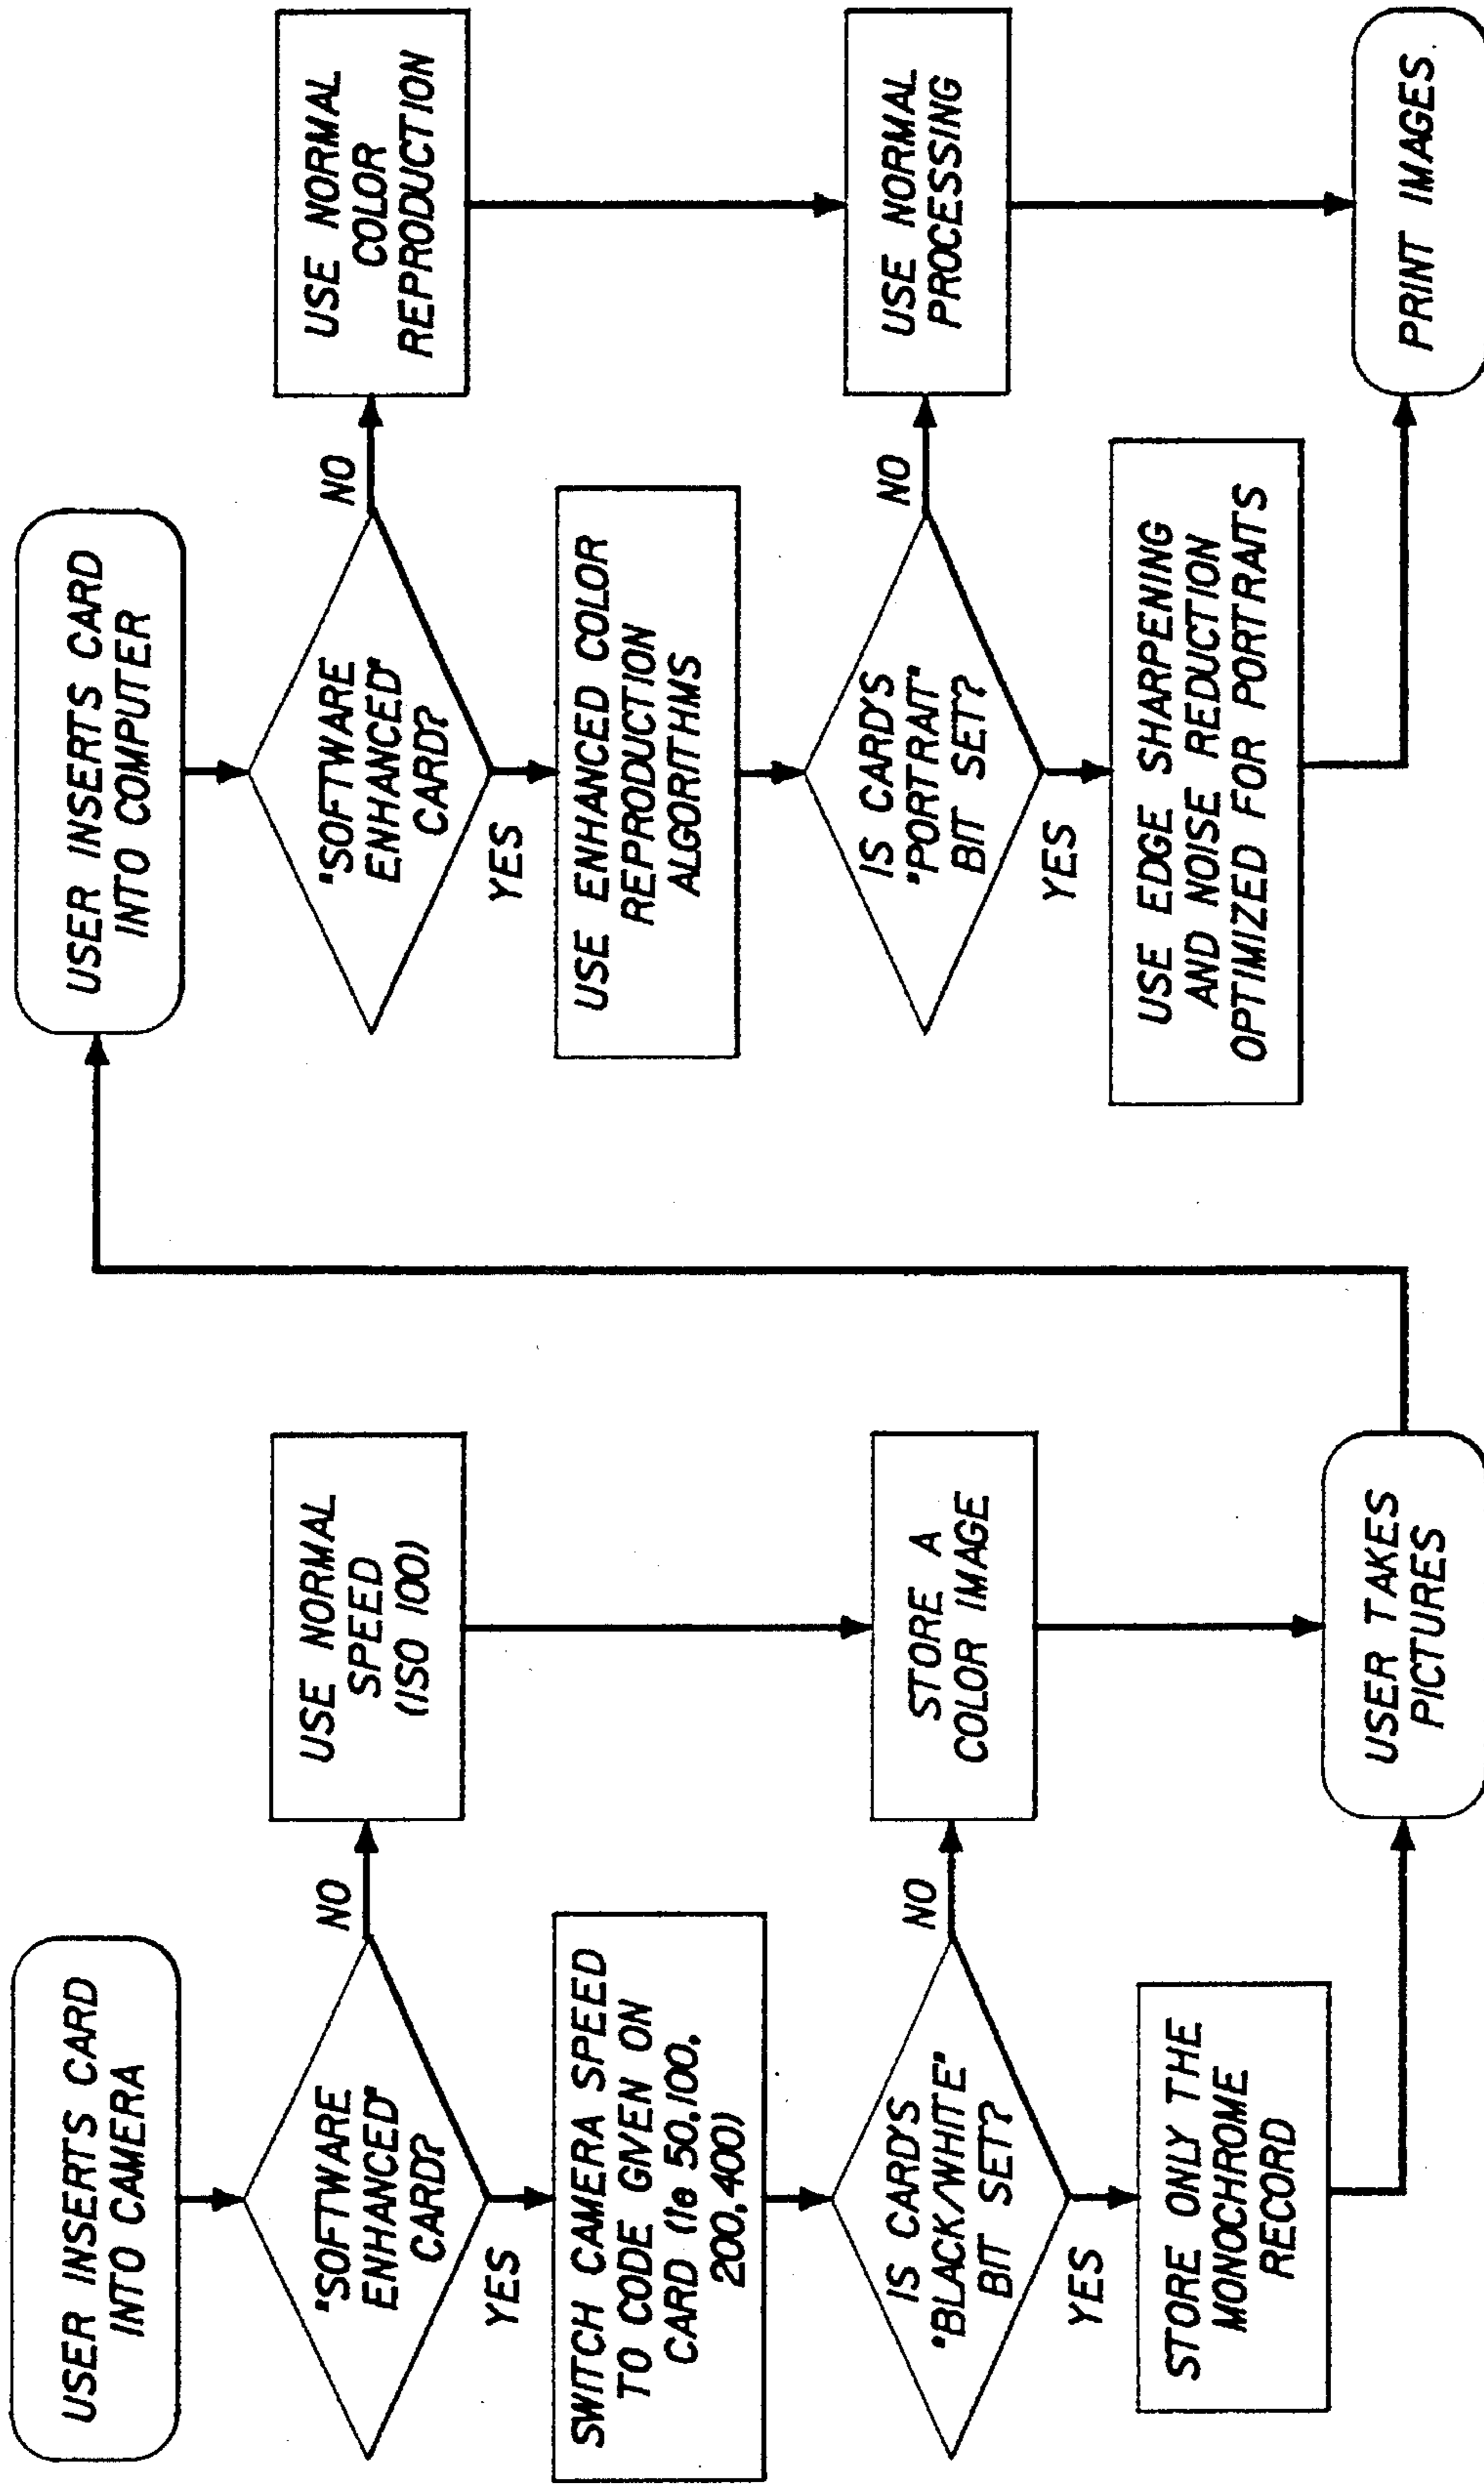 USER INSERTS CARD
INTO CAMERA
"SOFTWARE
ENHANCED"
CARD?
NO
USE NORMAL
SPEED
(ISO 100)
YES
SWITCH CAMERA SPEED
TO CODE GIVEN ON
CARD (ie 50,100,
200,400)
IS CARD'S
"BLACK/WHITE"
BIT SET?
NO
STORE A
COLOR IMAGE
YES
STORE ONLY THE
MONOCHROME
RECORD
USER TAKES
PICTURES
USER INSERTS CARD
INTO COMPUTER
"SOFTWARE
ENHANCED"
CARD?
NO
USE NORMAL
COLOR
REPRODUCTION
YES
USE ENHANCED COLOR
REPRODUCTION
ALGORITHMS
IS CARD'S
"PORTRAIT"
BIT SET?
NO
USE NORMAL
PROCESSING
YES
USE EDGE SHARPENING
AND NOISE REDUCTION
OPTIMIZED FOR PORTRAITS
PRINT IMAGES